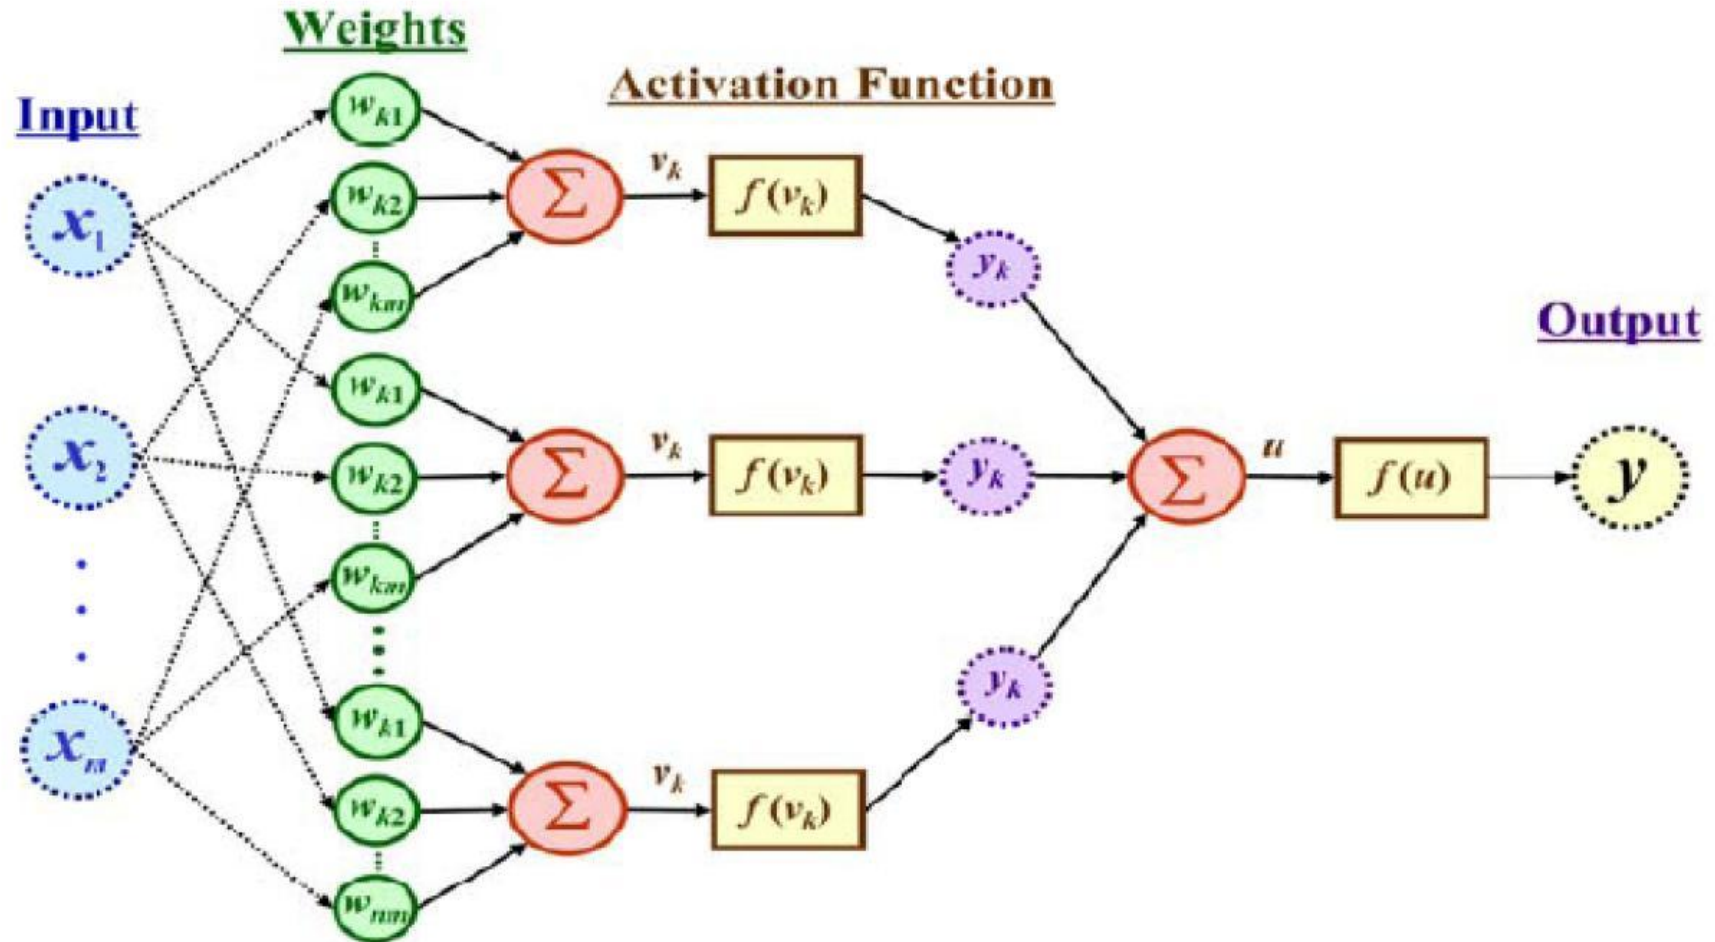 Weights
Activation Function
Input
Output
x₁
x₂
xₘ
wₖ₁
wₖ₂
wₖₘ
Σ
vₖ
f(vₖ)
yₖ
wₖ₁
wₖ₂
wₖₘ
Σ
vₖ
f(vₖ)
yₖ
wₖ₁
wₖ₂
wₙₘ
Σ
vₖ
f(vₖ)
yₖ
Σ
u
f(u)
y